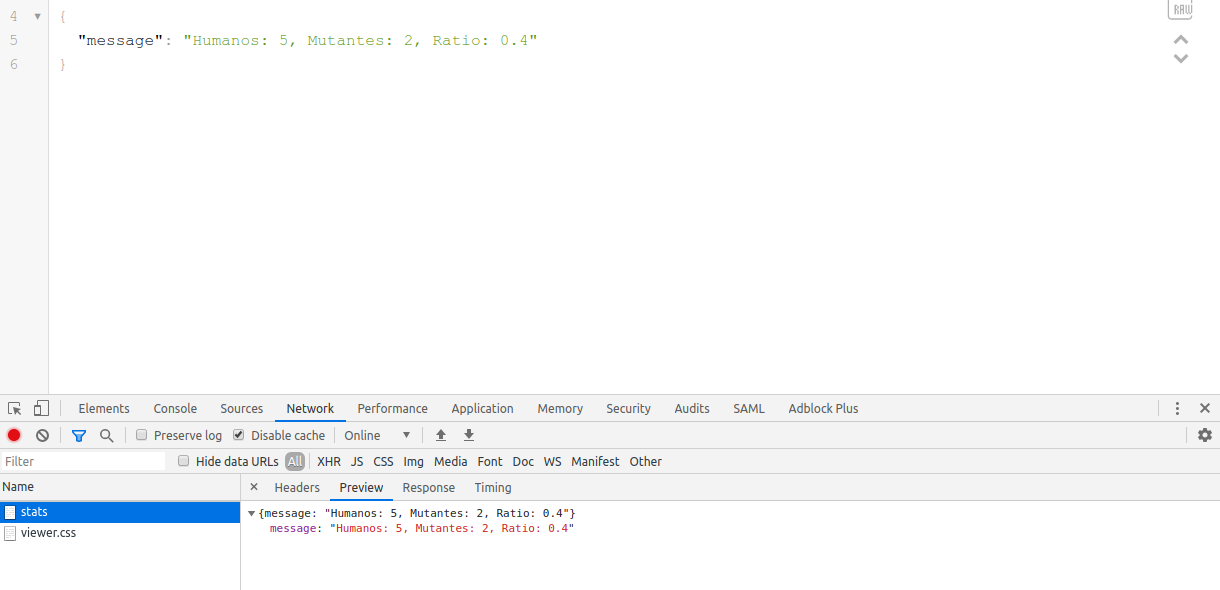 4 ▼ {
RAW
5 "message": "Humanos: 5, Mutantes: 2, Ratio: 0.4"
6 }
Elements Console Sources Network Performance Application Memory Security Audits SAML Adblock Plus
Preserve log Disable cache Online ▼
Filter Hide data URLs All XHR JS CSS Img Media Font Doc WS Manifest Other
Name × Headers Preview Response Timing
stats ▼{message: "Humanos: 5, Mutantes: 2, Ratio: 0.4"}
message: "Humanos: 5, Mutantes: 2, Ratio: 0.4"
viewer.css